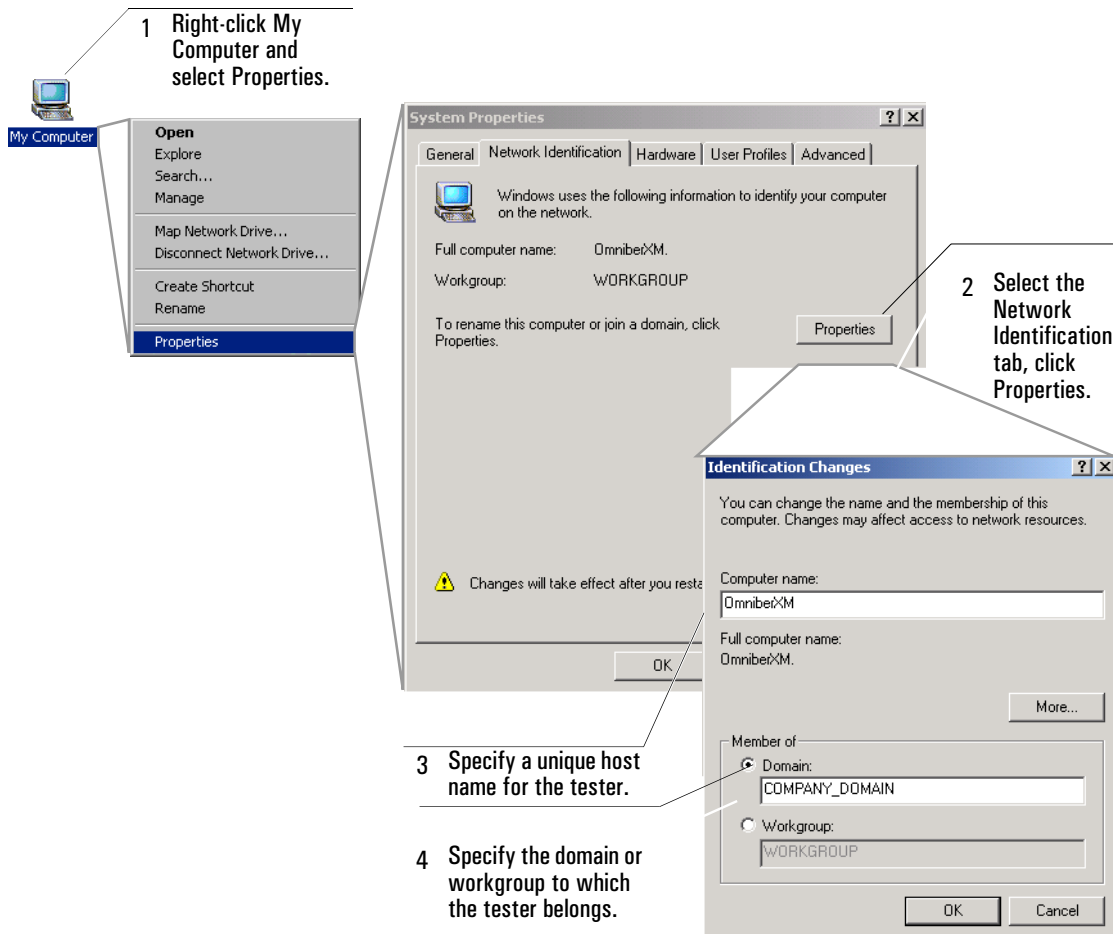 1 Right-click My
Computer and
select Properties.
My Computer
Open
Explore
Search...
Manage
Map Network Drive...
Disconnect Network Drive...
Create Shortcut
Rename
Properties
System Properties
General Network Identification Hardware User Profiles Advanced
Windows uses the following information to identify your computer
on the network.
Full computer name: OmniberXM.
Workgroup: WORKGROUP
To rename this computer or join a domain, click
Properties.
Properties
Changes will take effect after you resta
OK
2 Select the
Network
Identification
tab, click
Properties.
Identification Changes
You can change the name and the membership of this
computer. Changes may affect access to network resources.
Computer name:
OmniberXM
Full computer name:
OmniberXM.
More...
Member of
Domain:
COMPANY_DOMAIN
Workgroup:
WORKGROUP
OK Cancel
3 Specify a unique host
name for the tester.
4 Specify the domain or
workgroup to which
the tester belongs.